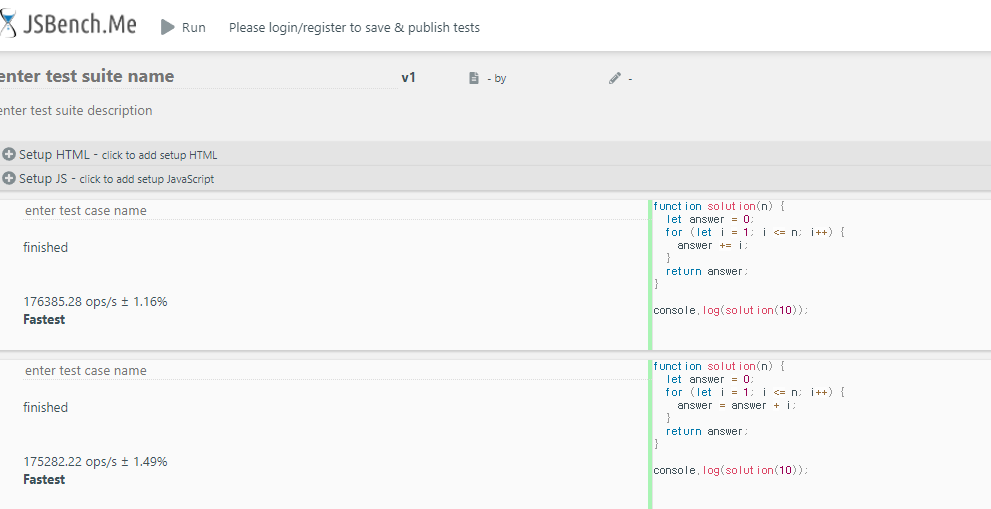 JSBench.Me Run Please login/register to save & publish tests
enter test suite name v1 - by -
enter test suite description
Setup HTML - click to add setup HTML
Setup JS - click to add setup JavaScript
enter test case name
finished
176385.28 ops/s ± 1.16%
Fastest
function solution(n) {
  let answer = 0;
  for (let i = 1; i <= n; i++) {
    answer += i;
  }
  return answer;
}
console.log(solution(10));
enter test case name
finished
175282.22 ops/s ± 1.49%
Fastest
function solution(n) {
  let answer = 0;
  for (let i = 1; i <= n; i++) {
    answer = answer + i;
  }
  return answer;
}
console.log(solution(10));